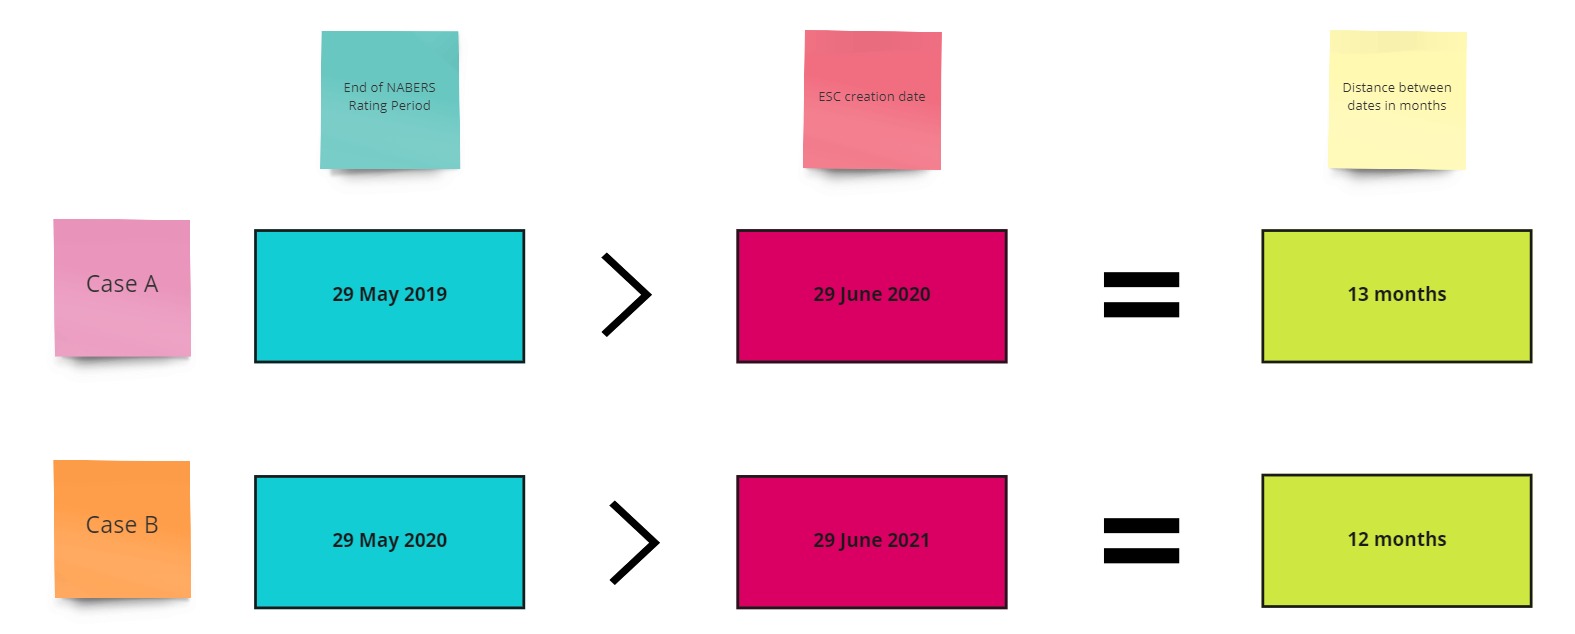 End of NABERS
Rating Period
ESC creation date
Distance between
dates in months
Case A
29 May 2019
29 June 2020
13 months
Case B
29 May 2020
29 June 2021
12 months